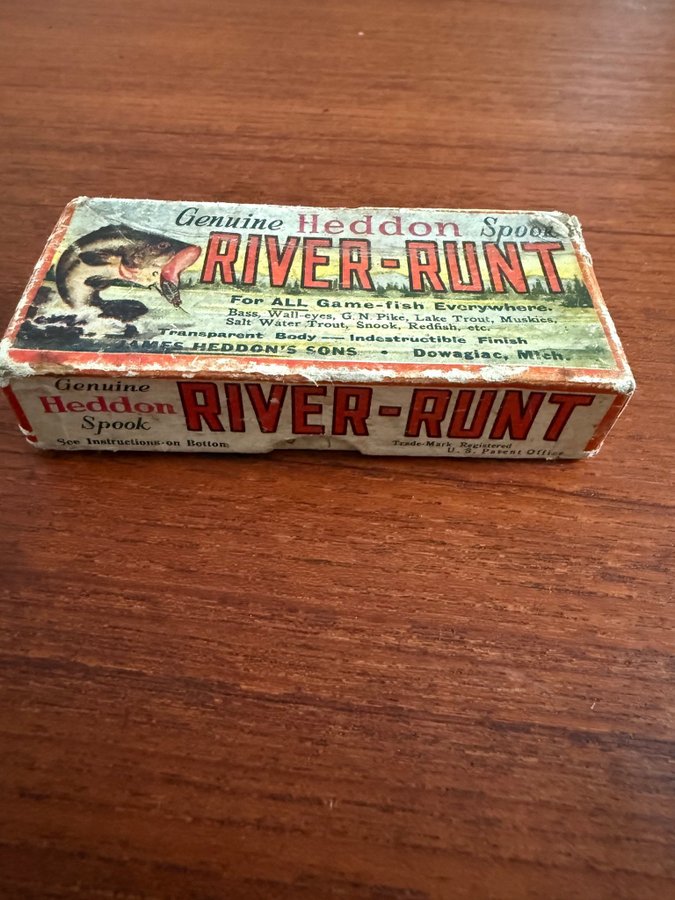 Genuine Heddon Spook
RIVER-RUNT
For ALL Game-fish Everywhere.
Bass, Wall-eyes, G. N. Pike, Lake Trout, Muskies,
Salt Water Trout, Snook, Redfish, etc.
Transparent Body — Indestructible Finish
JAMES HEDDON'S SONS • Dowagiac, Mich.
Genuine
Heddon
Spook
RIVER-RUNT
See Instructions on Bottom
Trade-Mark Registered
U. S. Patent Office